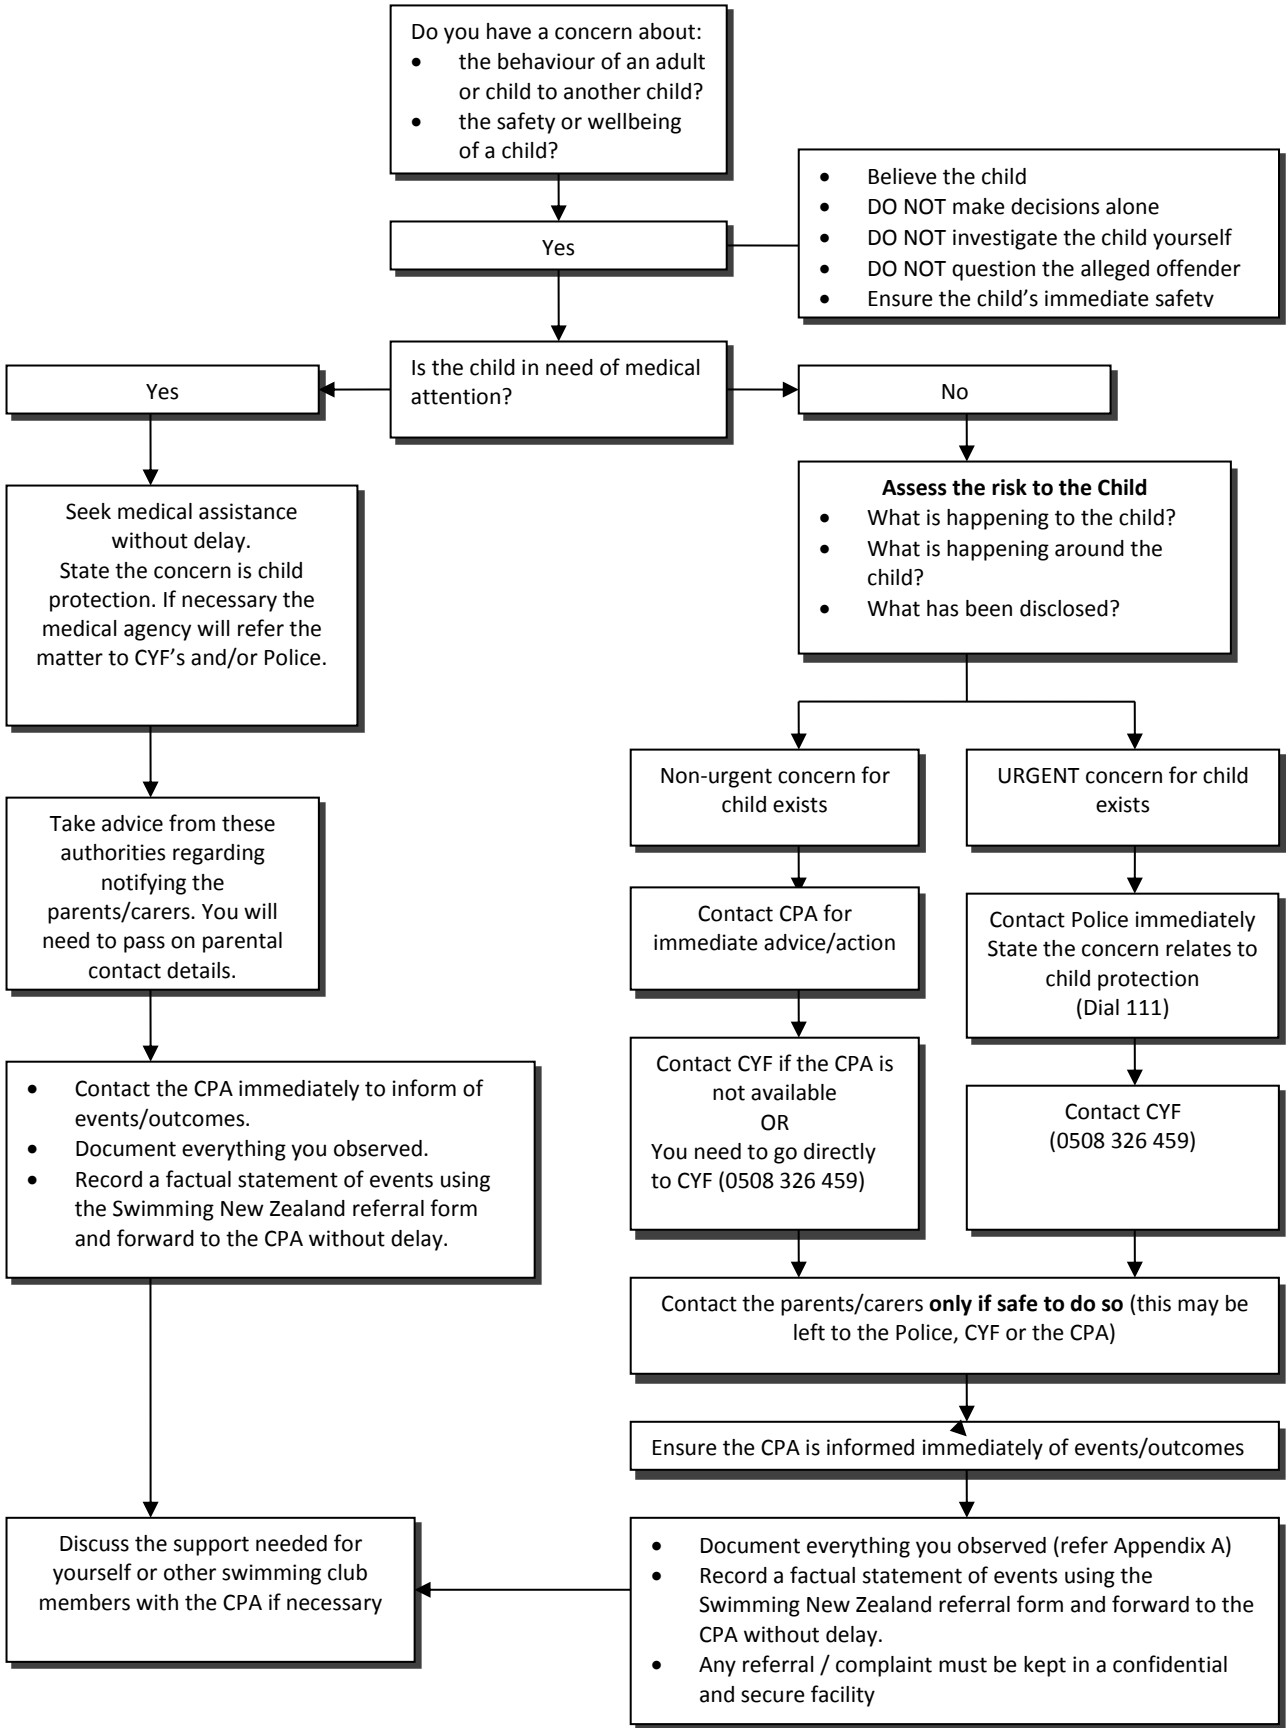 Do you have a concern about:
• the behaviour of an adult
or child to another child?
• the safety or wellbeing
of a child?
• Believe the child
• DO NOT make decisions alone
• DO NOT investigate the child yourself
• DO NOT question the alleged offender
• Ensure the child's immediate safety
Yes
Is the child in need of medical
attention?
Yes
No
Seek medical assistance
without delay.
State the concern is child
protection. If necessary the
medical agency will refer the
matter to CYF's and/or Police.
Assess the risk to the Child
• What is happening to the child?
• What is happening around the
child?
• What has been disclosed?
Non-urgent concern for
child exists
URGENT concern for child
exists
Take advice from these
authorities regarding
notifying the
parents/carers. You will
need to pass on parental
contact details.
Contact CPA for
immediate advice/action
Contact Police immediately
State the concern relates to
child protection
(Dial 111)
Contact CYF if the CPA is
not available
OR
You need to go directly
to CYF (0508 326 459)
Contact CYF
(0508 326 459)
• Contact the CPA immediately to inform of
events/outcomes.
• Document everything you observed.
• Record a factual statement of events using
the Swimming New Zealand referral form
and forward to the CPA without delay.
Contact the parents/carers only if safe to do so (this may be
left to the Police, CYF or the CPA)
Ensure the CPA is informed immediately of events/outcomes
Discuss the support needed for
yourself or other swimming club
members with the CPA if necessary
• Document everything you observed (refer Appendix A)
• Record a factual statement of events using the
Swimming New Zealand referral form and forward to the
CPA without delay.
• Any referral / complaint must be kept in a confidential
and secure facility